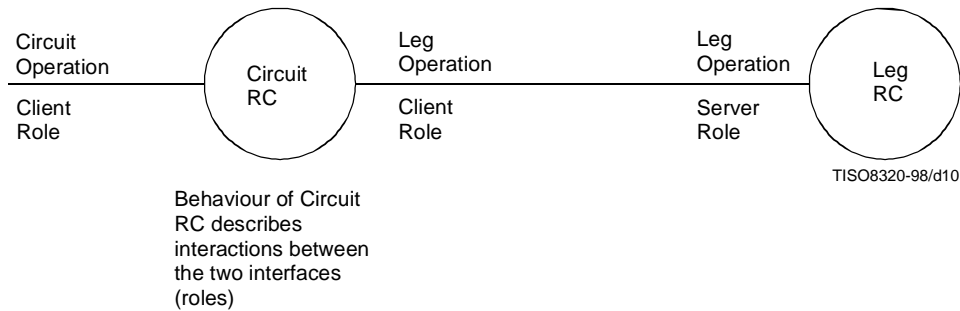 Circuit
Operation
Client
Role
Circuit
RC
Leg
Operation
Client
Role
Leg
Operation
Server
Role
Leg
RC
TISO8320-98/d10
Behaviour of Circuit
RC describes
interactions between
the two interfaces
(roles)